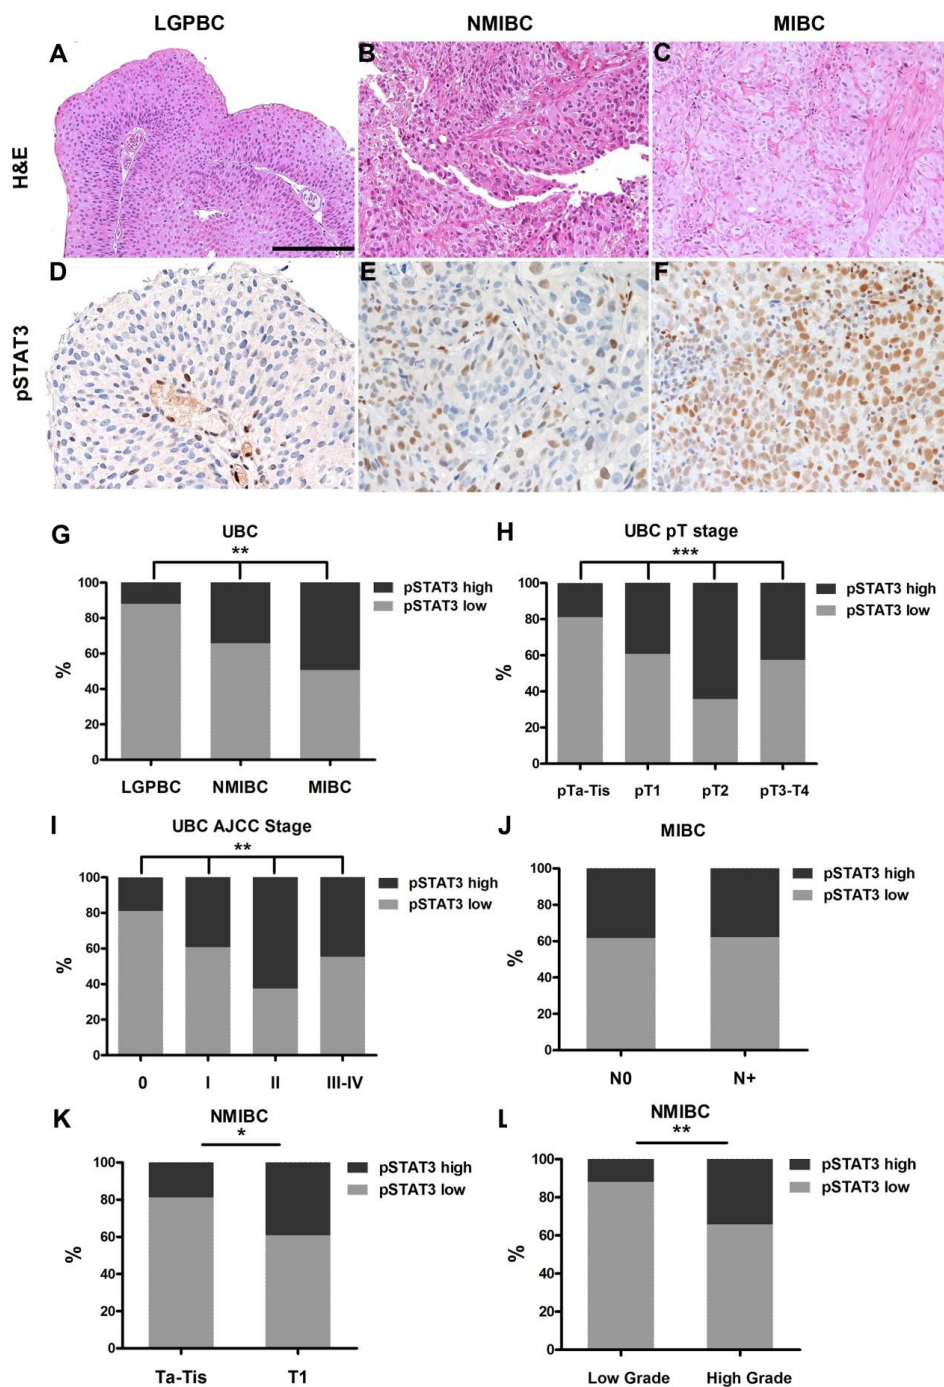 LGPBC NMIBC MIBC
H&E
A B C
pSTAT3
D E F
G UBC
**
100
80
60
40
20
0
%
pSTAT3 high
pSTAT3 low
LGPBC NMIBC MIBC
H UBC pT stage
***
100
80
60
40
20
0
%
pSTAT3 high
pSTAT3 low
pTa-Tis pT1 pT2 pT3-T4
I UBC AJCC Stage
**
100
80
60
40
20
0
%
pSTAT3 high
pSTAT3 low
0 I II III-IV
J MIBC
100
80
60
40
20
0
%
pSTAT3 high
pSTAT3 low
N0 N+
K NMIBC
*
100
80
60
40
20
0
%
pSTAT3 high
pSTAT3 low
Ta-Tis T1
L NMIBC
**
100
80
60
40
20
0
%
pSTAT3 high
pSTAT3 low
Low Grade High Grade